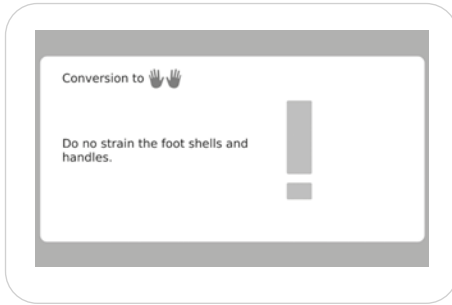 Conversion to
Do no strain the foot shells and
handles.